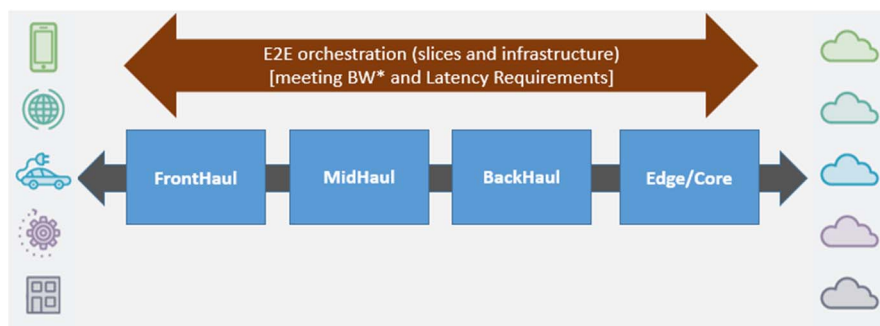 E2E orchestration (slices and infrastructure)
[meeting BW* and Latency Requirements]
FrontHaul
MidHaul
BackHaul
Edge/Core